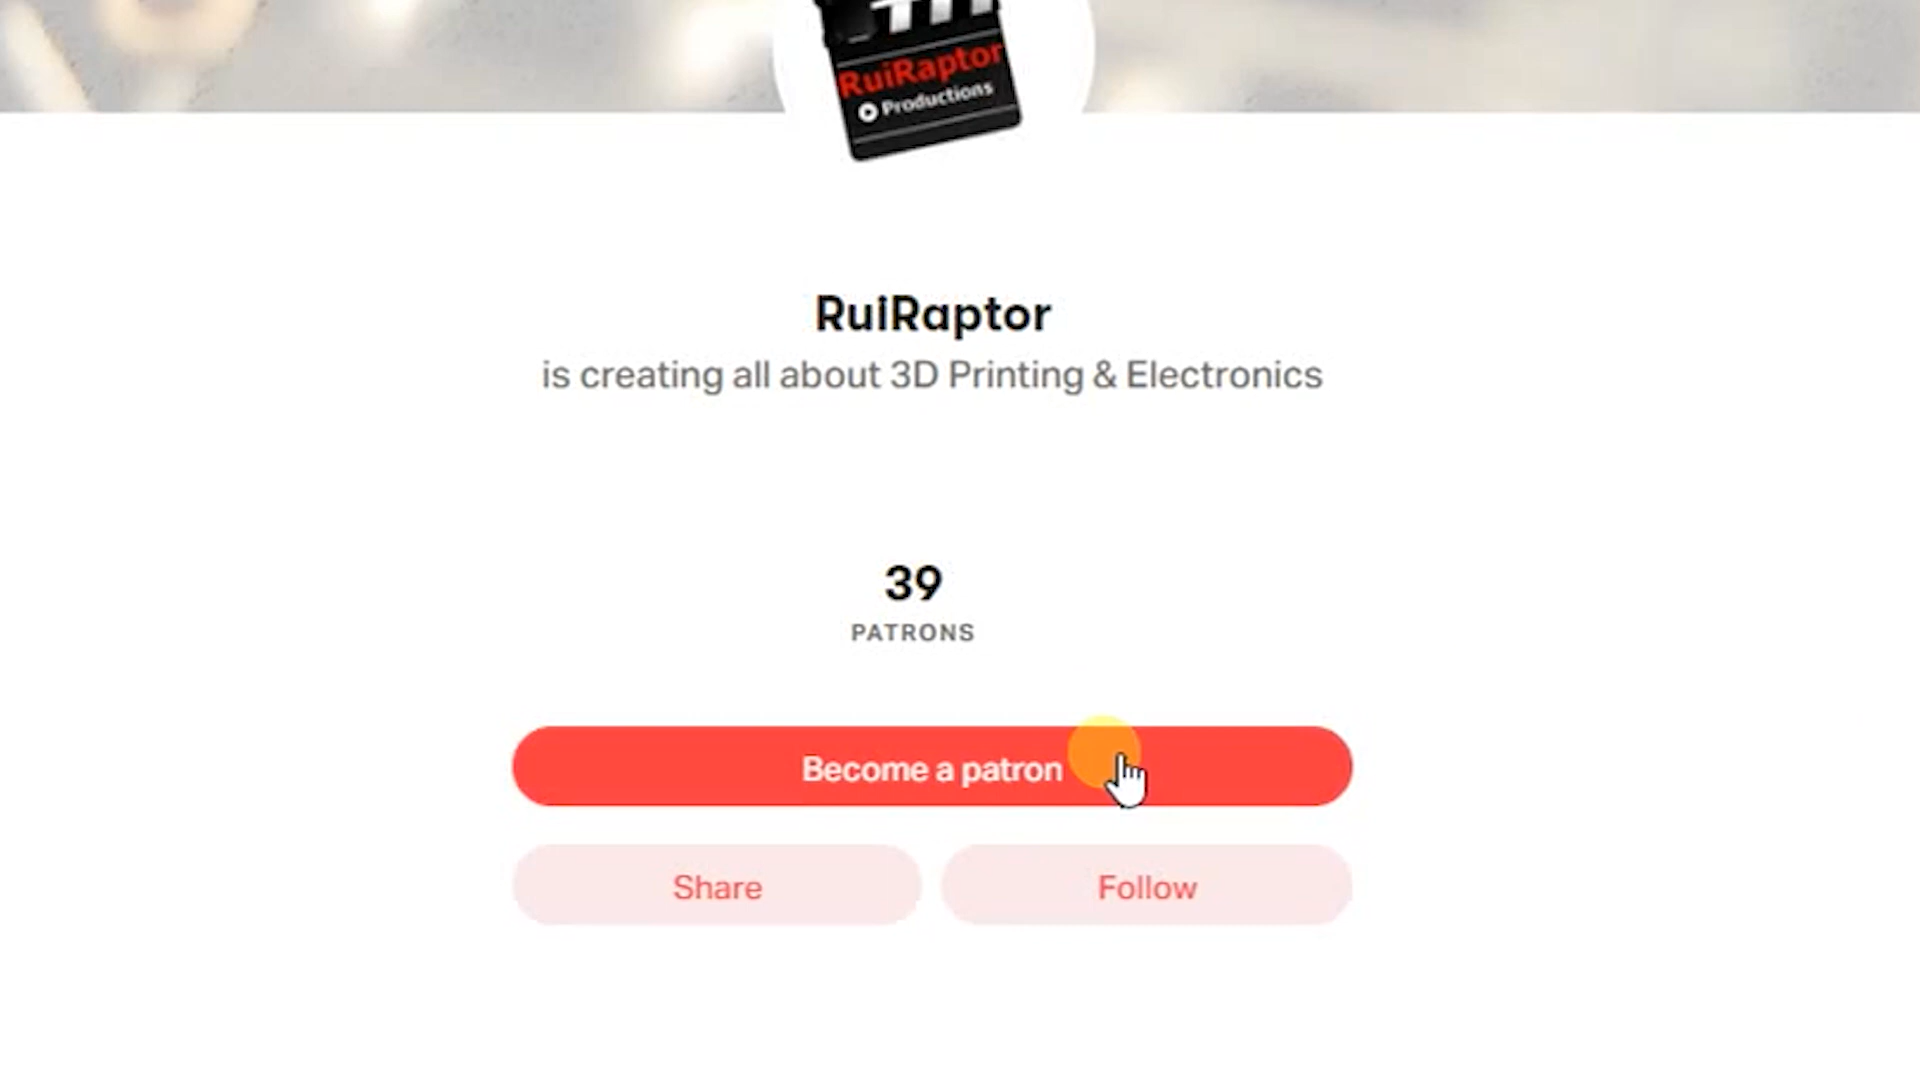 RuiRaptor
Productions
RuiRaptor
is creating all about 3D Printing & Electronics
39
PATRONS
Become a patron
Share
Follow